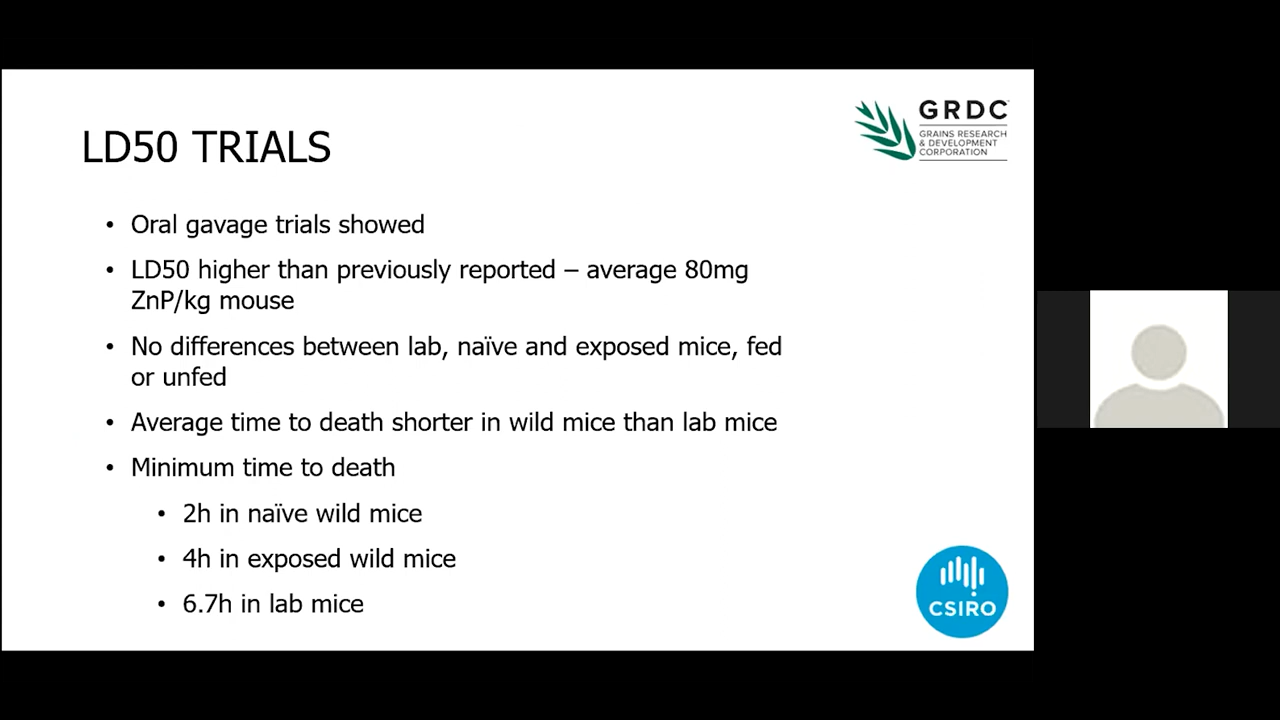 LD50 TRIALS
GRDC
GRAINS RESEARCH
& DEVELOPMENT
CORPORATION
• Oral gavage trials showed
• LD50 higher than previously reported – average 80mg
ZnP/kg mouse
• No differences between lab, naïve and exposed mice, fed
or unfed
• Average time to death shorter in wild mice than lab mice
• Minimum time to death
• 2h in naïve wild mice
• 4h in exposed wild mice
• 6.7h in lab mice
CSIRO